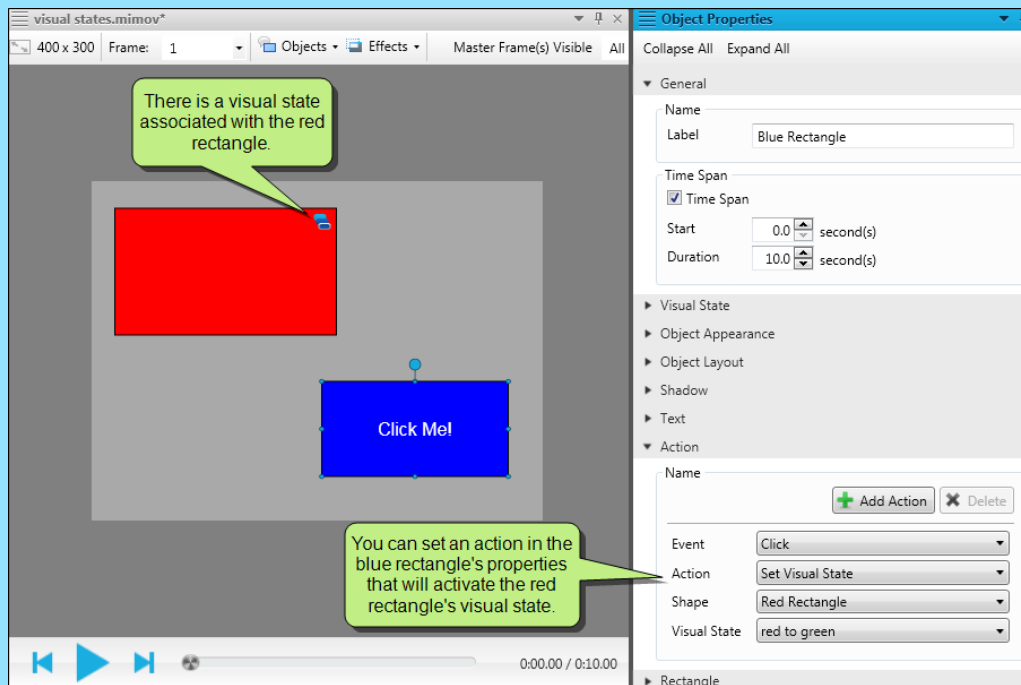 visual states.mimov*
400 x 300 Frame: 1 Objects Effects Master Frame(s) Visible All
There is a visual state
associated with the red
rectangle.
Click Me!
You can set an action in the
blue rectangle's properties
that will activate the red
rectangle's visual state.
0:00.00 / 0:10.00
Object Properties
Collapse All Expand All
General
Name
Label Blue Rectangle
Time Span
Time Span
Start 0.0 second(s)
Duration 10.0 second(s)
Visual State
Object Appearance
Object Layout
Shadow
Text
Action
Name
Add Action Delete
Event Click
Action Set Visual State
Shape Red Rectangle
Visual State red to green
Rectangle